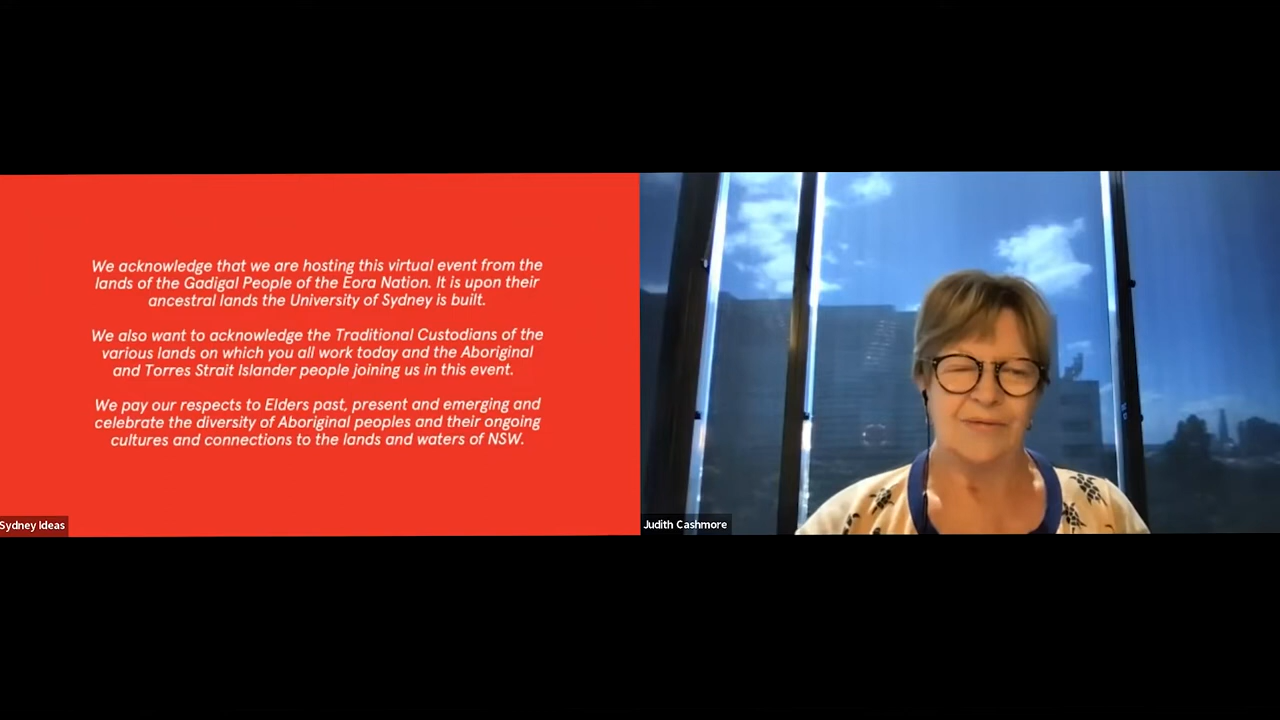 We acknowledge that we are hosting this virtual event from the
lands of the Gadigal People of the Eora Nation. It is upon their
ancestral lands the University of Sydney is built.
We also want to acknowledge the Traditional Custodians of the
various lands on which you all work today and the Aboriginal
and Torres Strait Islander people joining us in this event.
We pay our respects to Elders past, present and emerging and
celebrate the diversity of Aboriginal peoples and their ongoing
cultures and connections to the lands and waters of NSW.
Sydney Ideas
Judith Cashmore